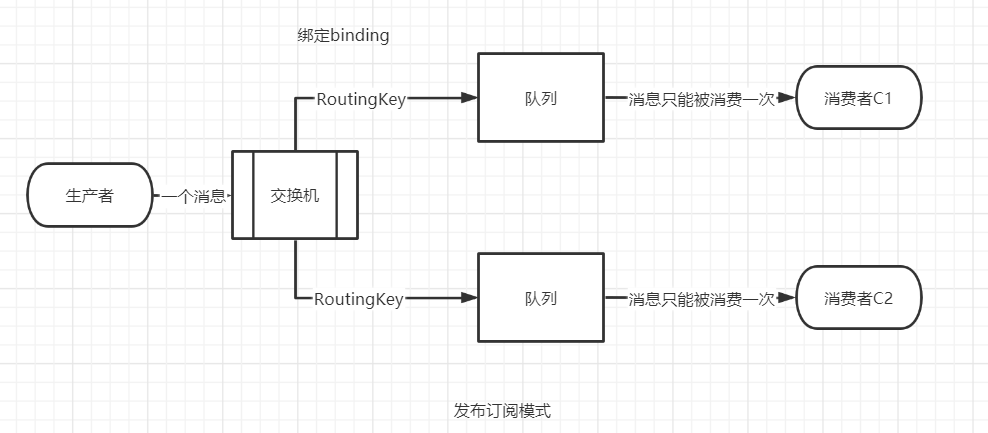 绑定binding
RoutingKey
队列
消息只能被消费一次
消费者C1
生产者
一个消息
交换机
RoutingKey
队列
消息只能被消费一次
消费者C2
发布订阅模式